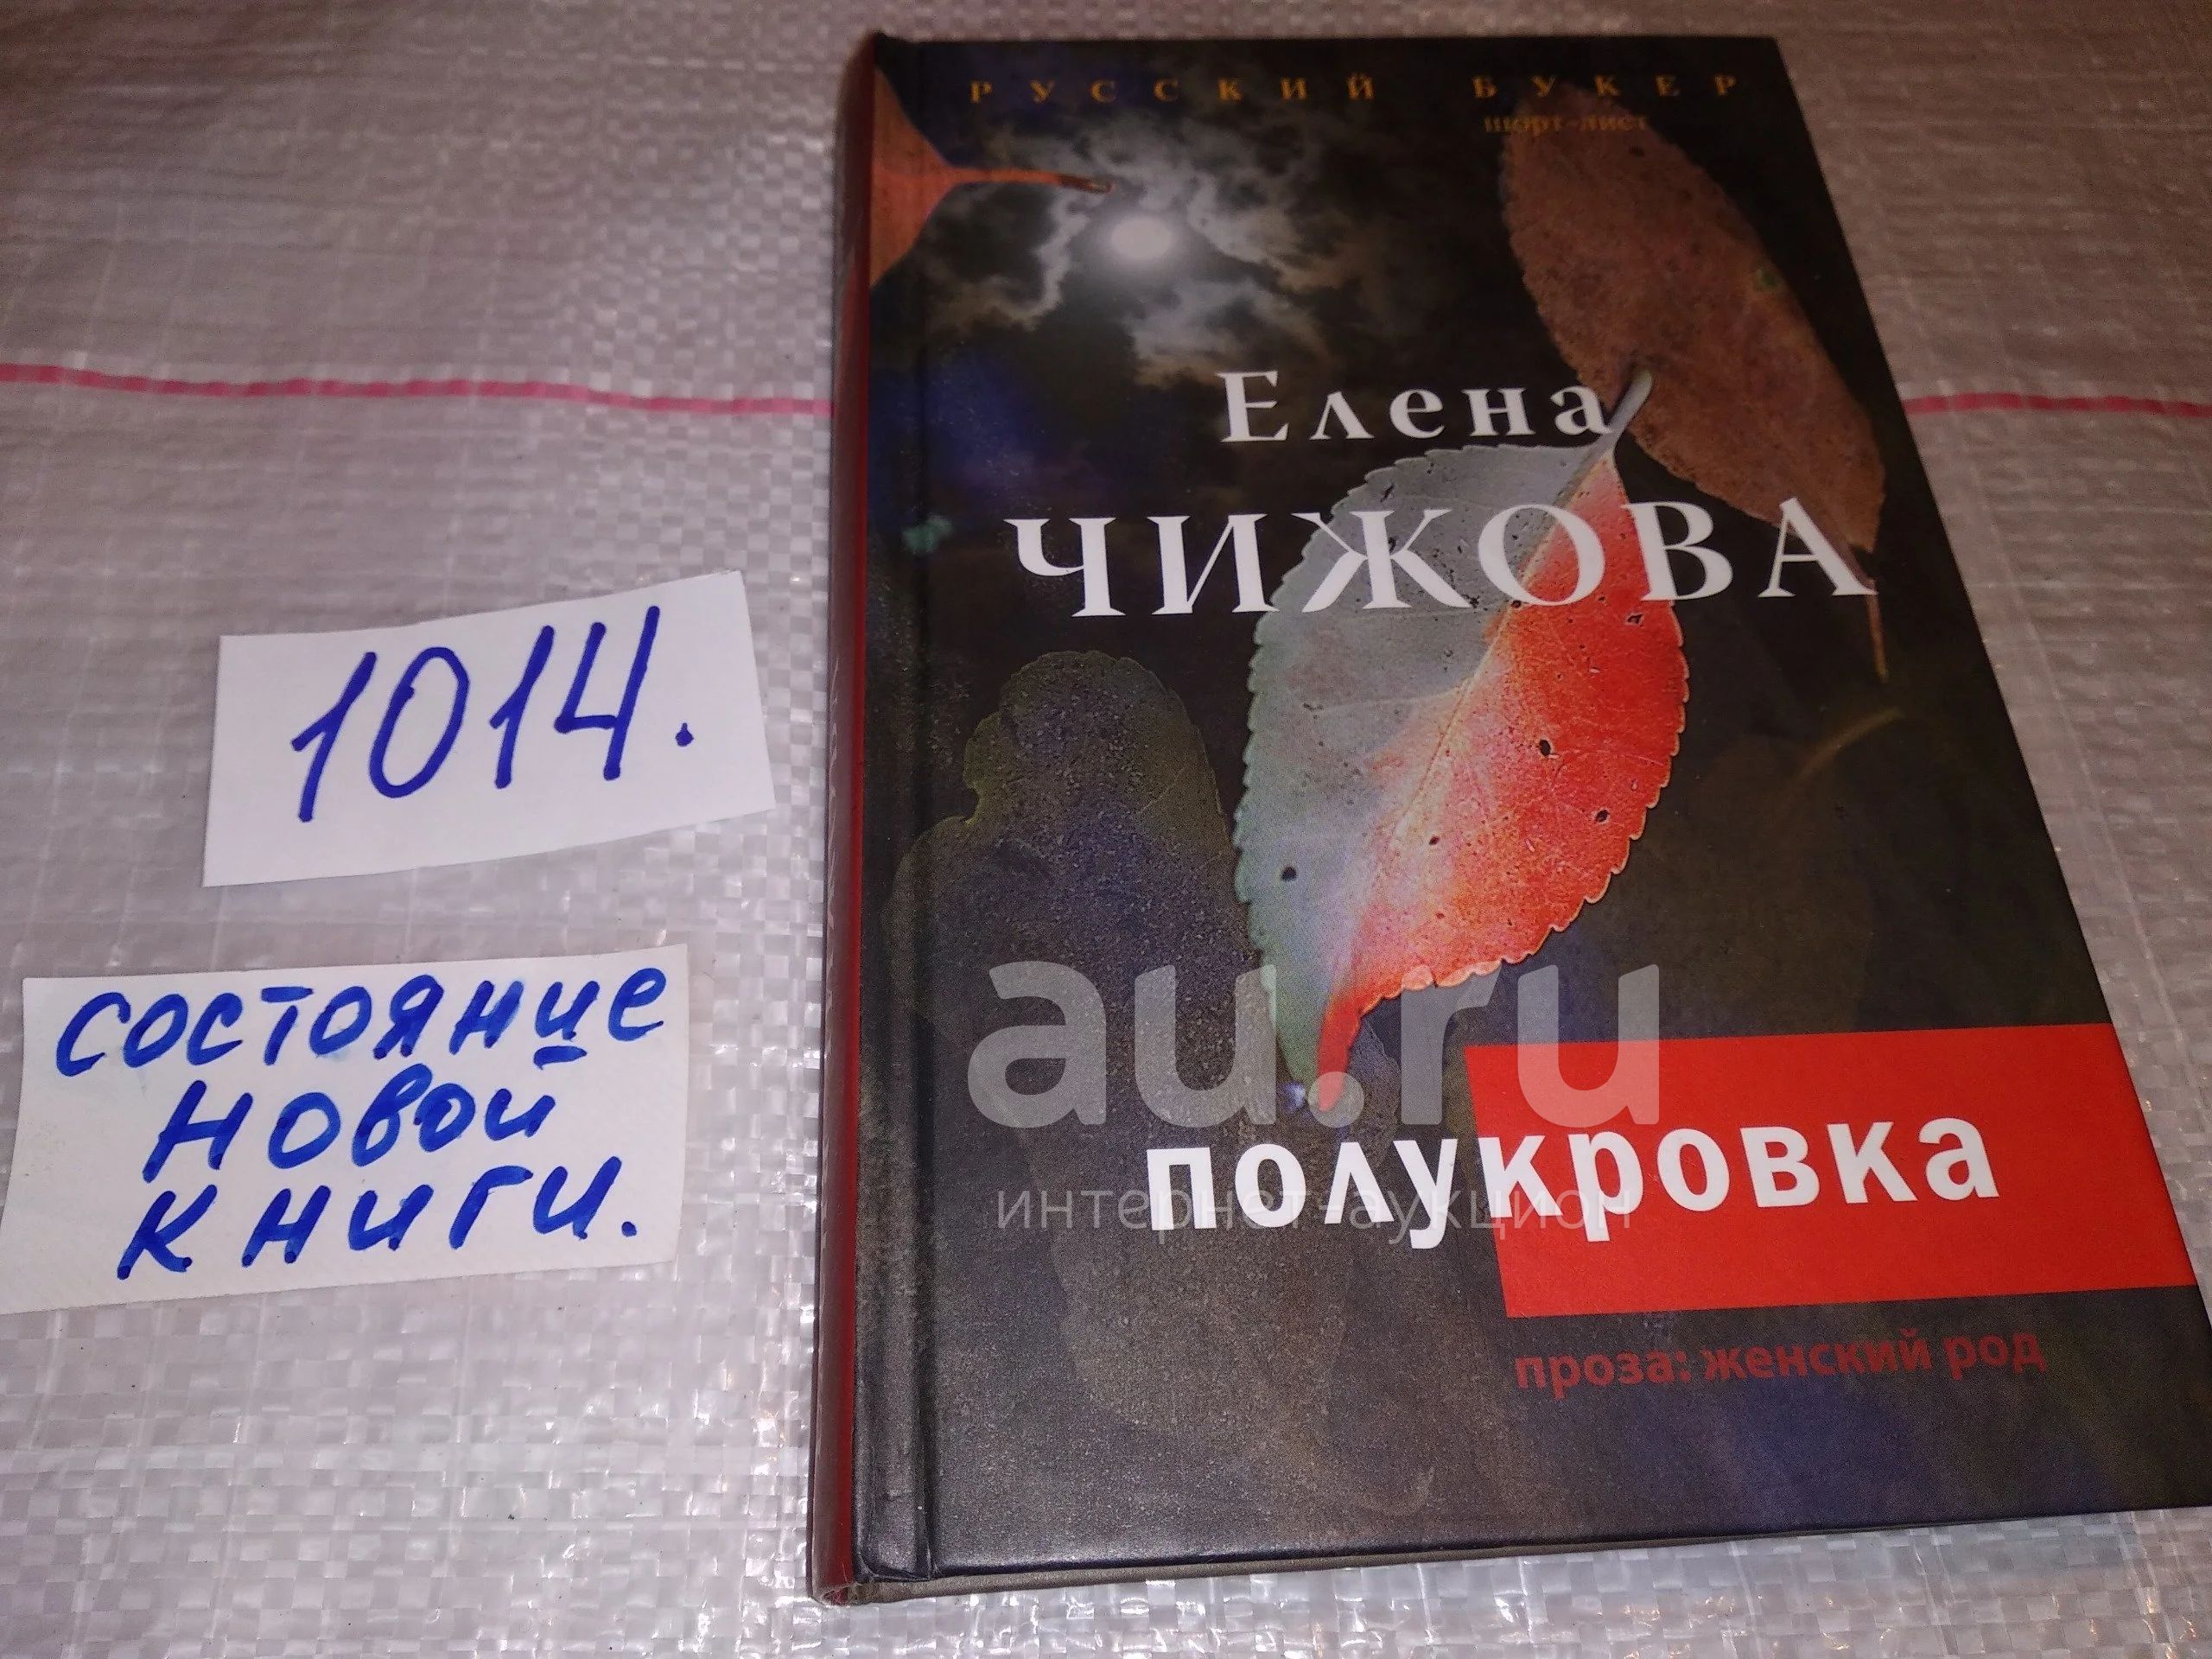 РУССКИЙ БУКЕР
шорт-лист
Елена
ЧИЖОВА
полукровка
проза: женский род
1014.
состояние
новой
книги.
au.ru
интернет-аукцион